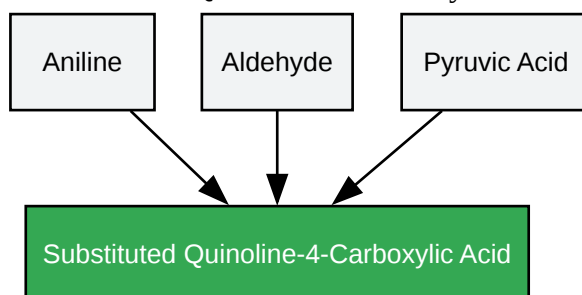 Aniline
Aldehyde
Pyruvic Acid
Substituted Quinoline-4-Carboxylic Acid